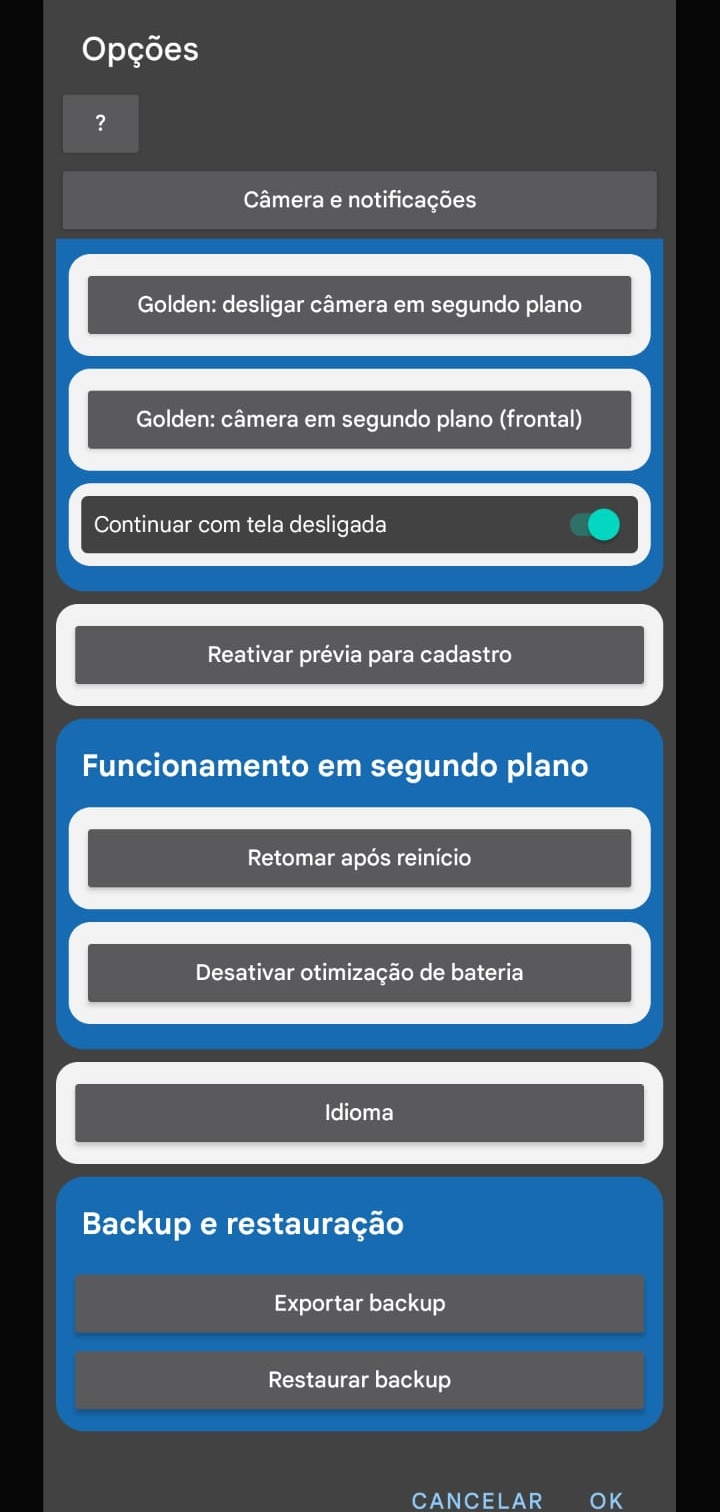 Opções
?
Câmera e notificações
Golden: desligar câmera em segundo plano
Golden: câmera em segundo plano (frontal)
Continuar com tela desligada
Reativar prévia para cadastro
Funcionamento em segundo plano
Retomar após reinício
Desativar otimização de bateria
Idioma
Backup e restauração
Exportar backup
Restaurar backup
CANCELAR OK